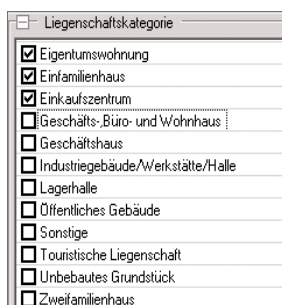 Liegenschaftskategorie
Eigentumswohnung
Einfamilienhaus
Einkaufszentrum
Geschäfts-,Büro- und Wohnhaus
Geschäftshaus
Industriegebäude/Werkstätte/Halle
Lagerhalle
Öffentliches Gebäude
Sonstige
Touristische Liegenschaft
Unbebautes Grundstück
Zweifamilienhaus